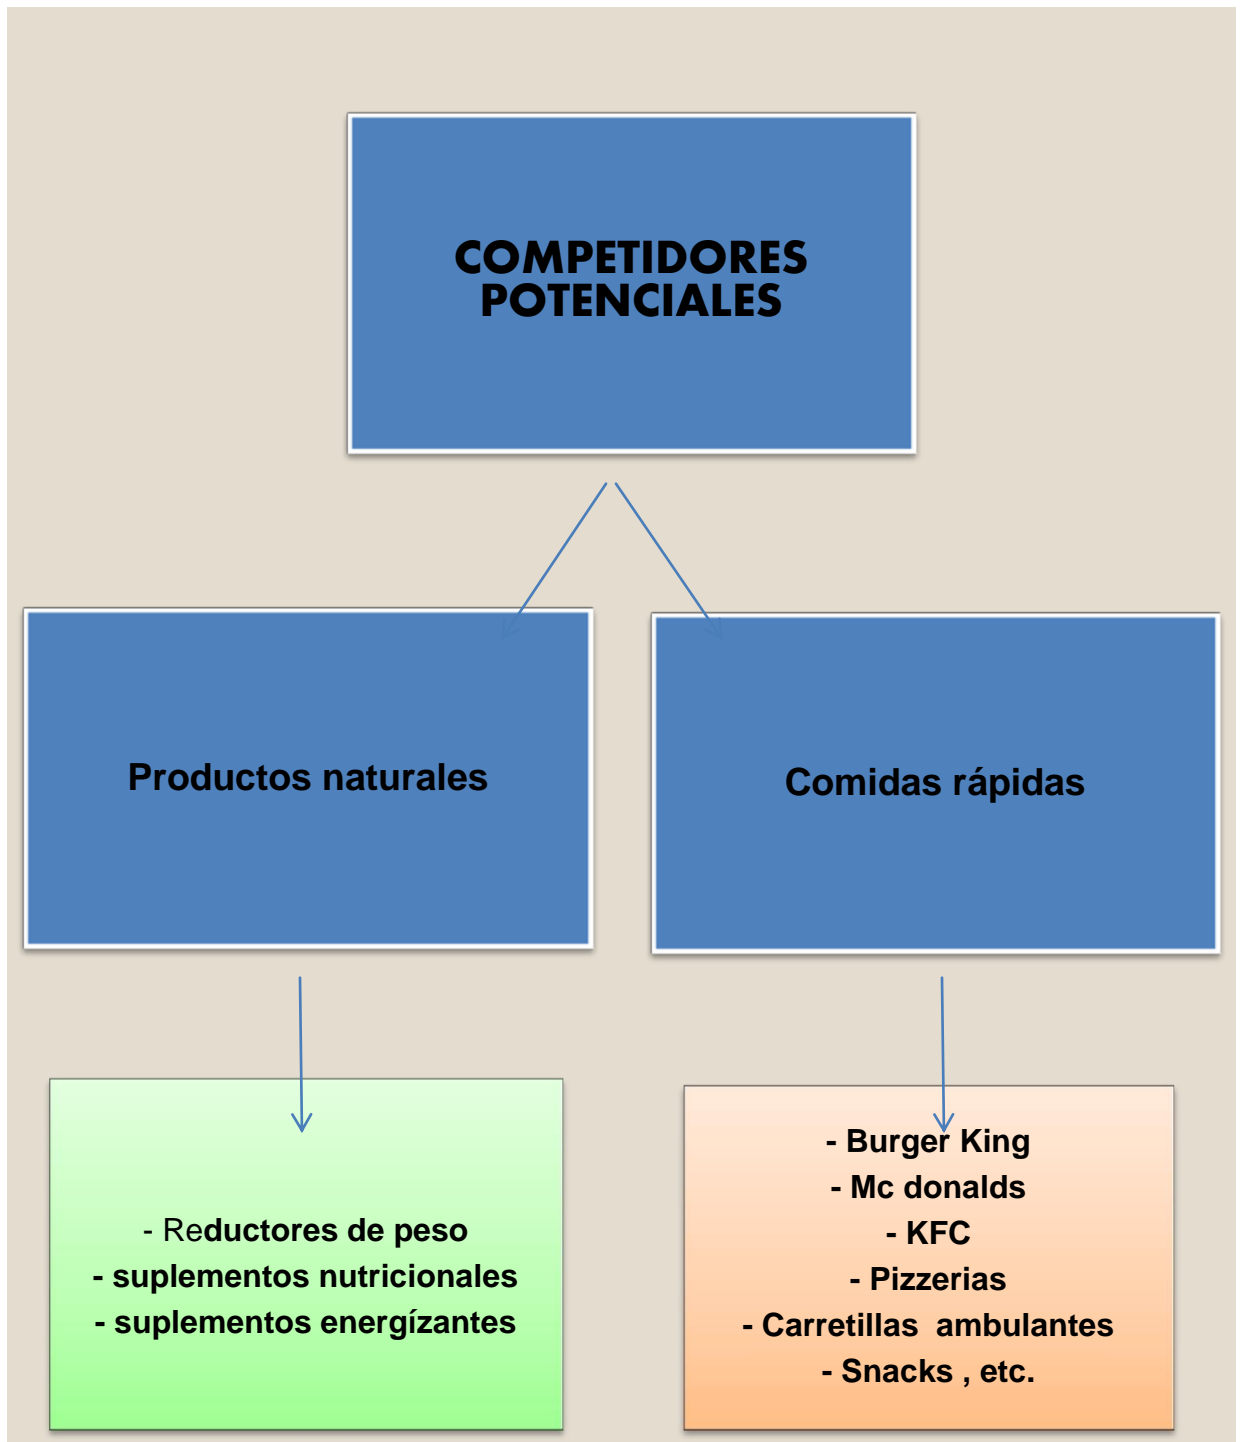 COMPETIDORES
POTENCIALES
Productos naturales
Comidas rápidas
- Reductores de peso
- suplementos nutricionales
- suplementos energízantes
- Burger King
- Mc donalds
- KFC
- Pizzerias
- Carretillas  ambulantes
- Snacks , etc.